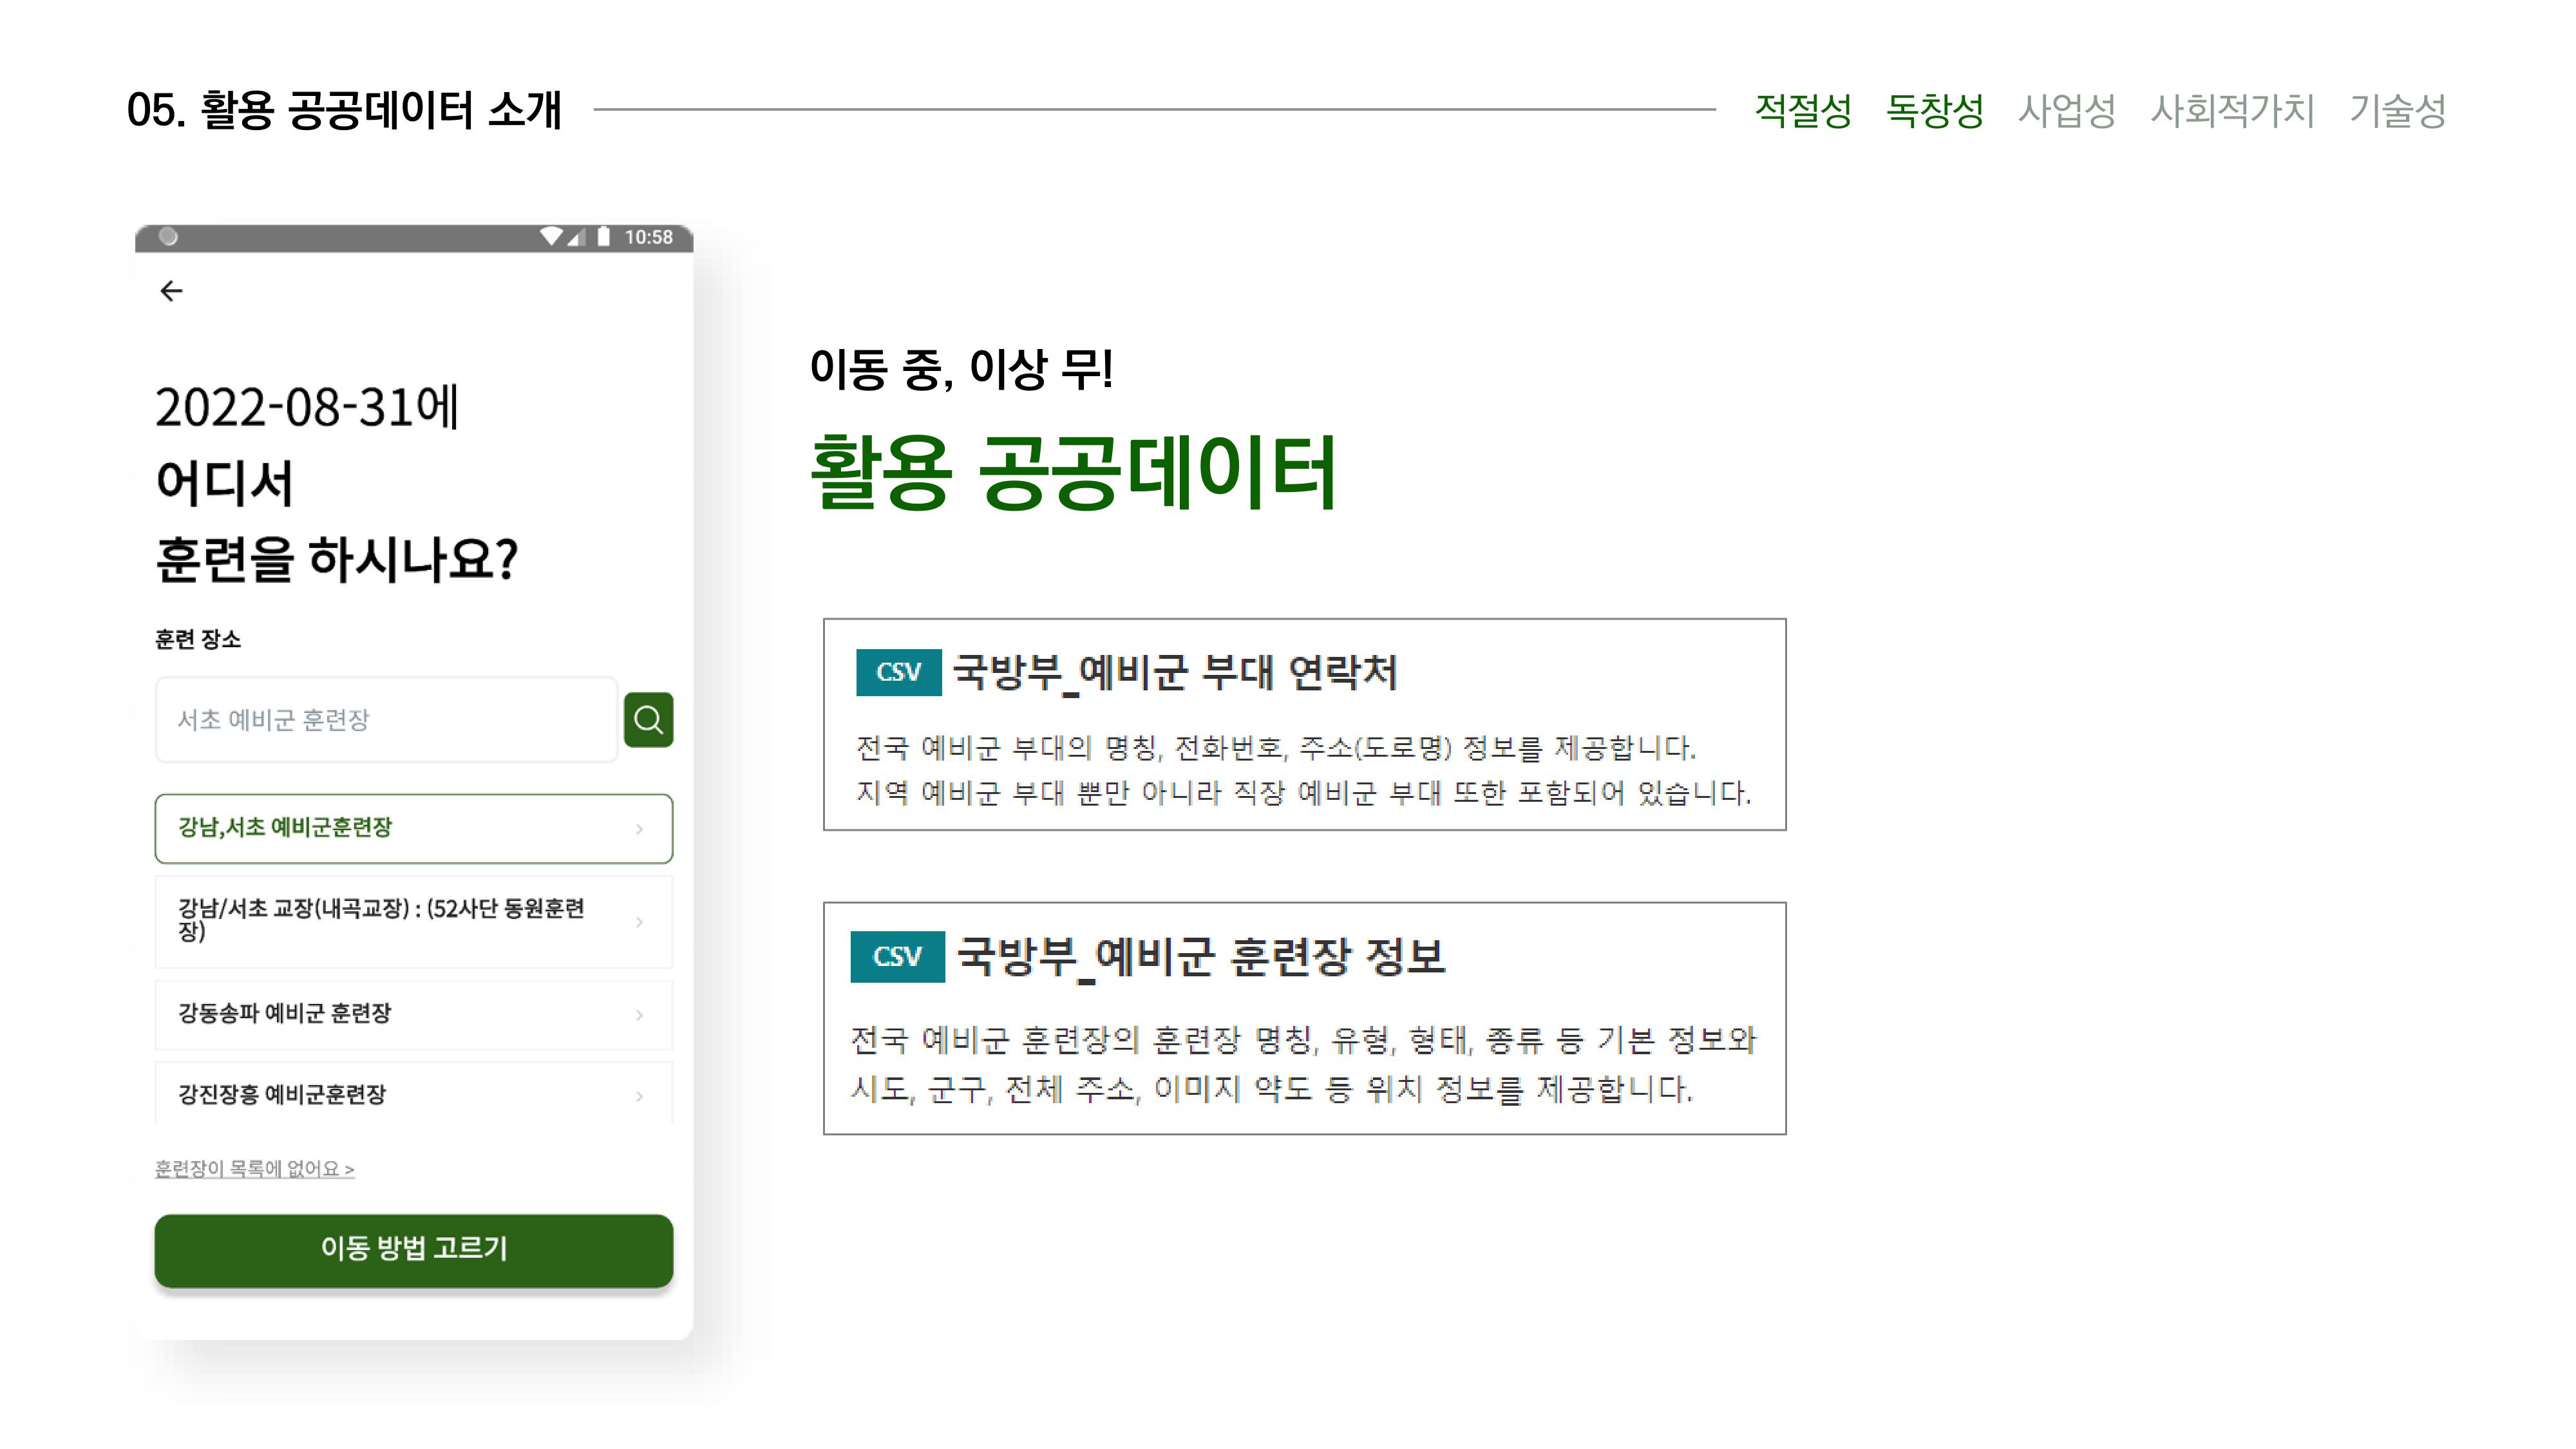 05. 활용 공공데이터 소개
적절성 독창성 사업성 사회적가치 기술성
10:58
2022-08-31에
어디서
훈련을 하시나요?
훈련 장소
서초 예비군 훈련장
강남,서초 예비군훈련장
강남/서초 교장(내곡교장) : (52사단 동원훈련
장)
강동송파 예비군 훈련장
강진장흥 예비군훈련장
훈련장이 목록에 없어요 >
이동 방법 고르기
이동 중, 이상 무!
활용 공공데이터
CSV 국방부_예비군 부대 연락처
전국 예비군 부대의 명칭, 전화번호, 주소(도로명) 정보를 제공합니다.
지역 예비군 부대 뿐만 아니라 직장 예비군 부대 또한 포함되어 있습니다.
CSV 국방부_예비군 훈련장 정보
전국 예비군 훈련장의 훈련장 명칭, 유형, 형태, 종류 등 기본 정보와
시도, 군구, 전체 주소, 이미지 약도 등 위치 정보를 제공합니다.